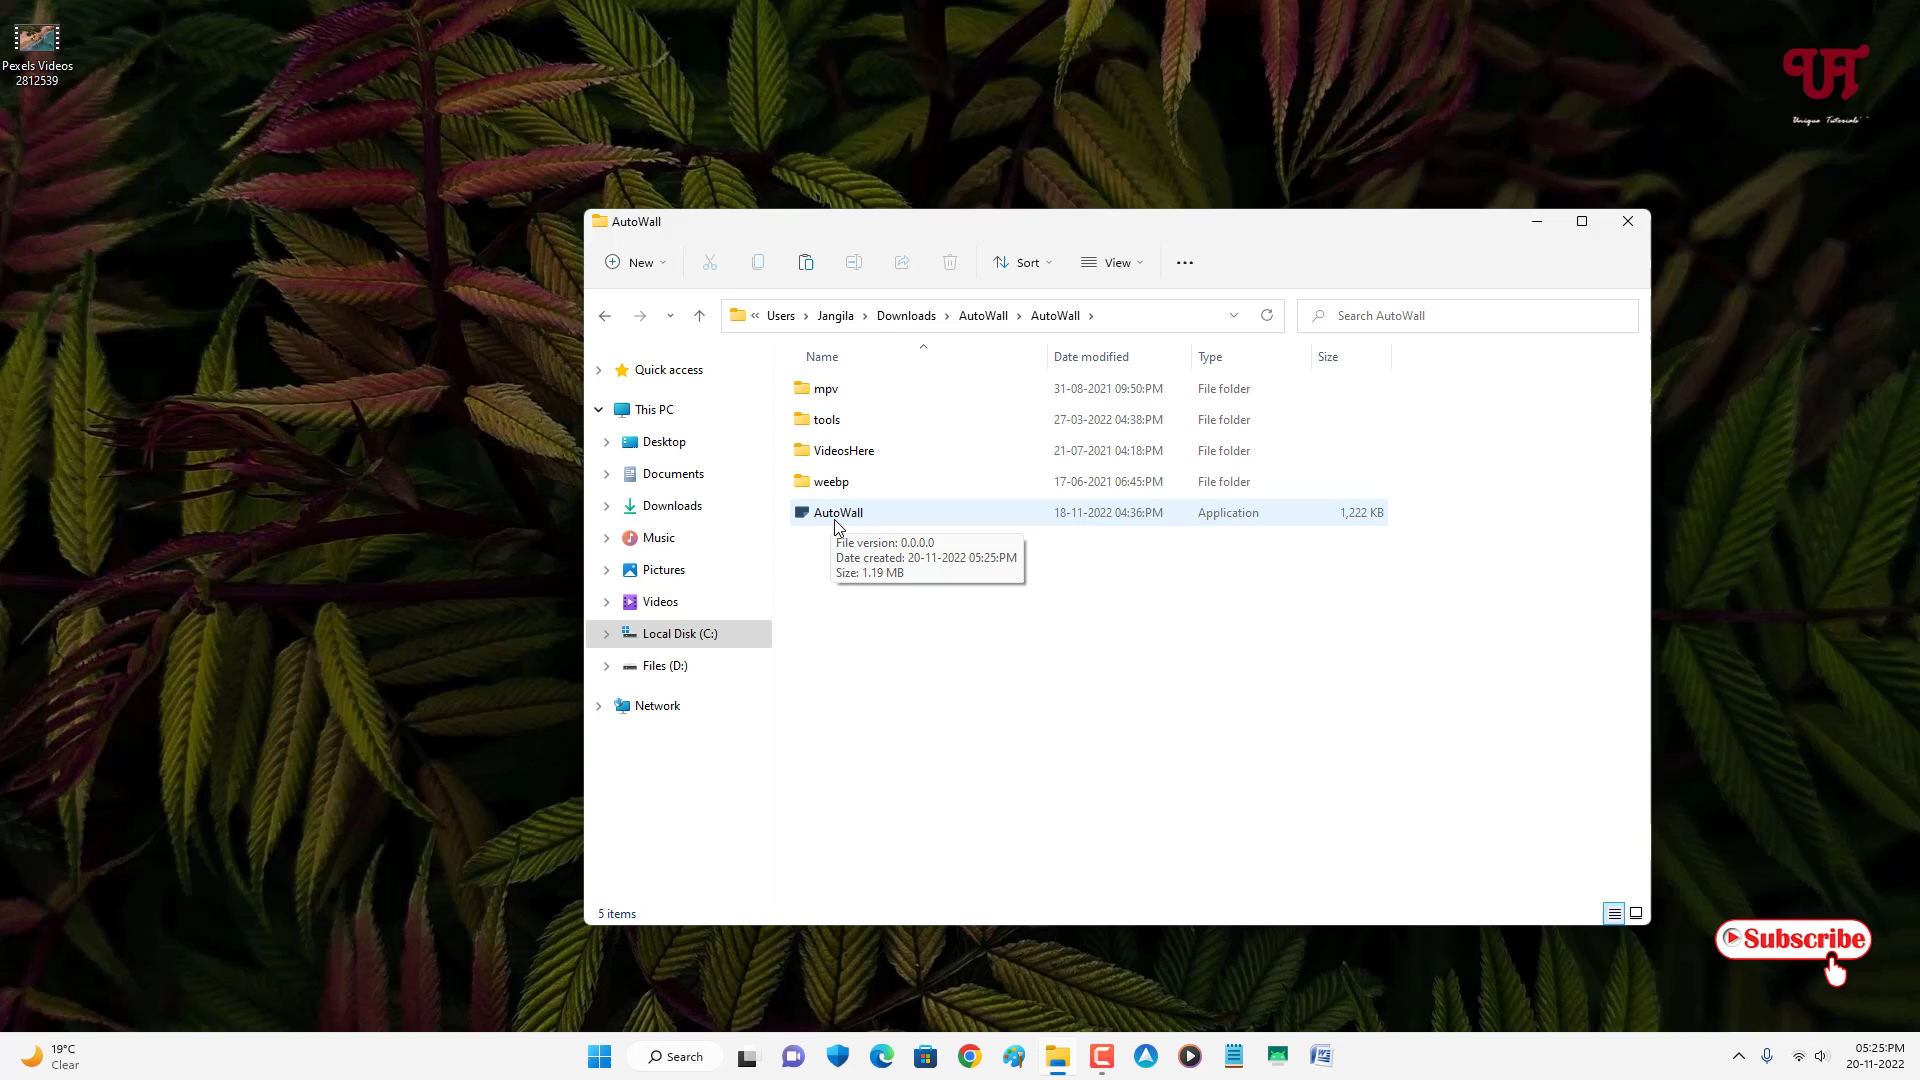 Pexels Videos
2812539
UT
Unique Tutorials
AutoWall
New
Sort
View
« Users > Jangila > Downloads > AutoWall > AutoWall >
Search AutoWall
Name
Date modified
Type
Size
Quick access
This PC
Desktop
Documents
Downloads
Music
Pictures
Videos
Local Disk (C:)
Files (D:)
Network
mpv 31-08-2021 09:50:PM File folder
tools 27-03-2022 04:38:PM File folder
VideosHere 21-07-2021 04:18:PM File folder
weebp 17-06-2021 06:45:PM File folder
AutoWall 18-11-2022 04:36:PM Application 1,222 KB
File version: 0.0.0.0
Date created: 20-11-2022 05:25:PM
Size: 1.19 MB
5 items
Subscribe
19°C
Clear
Search
05:25:PM
20-11-2022